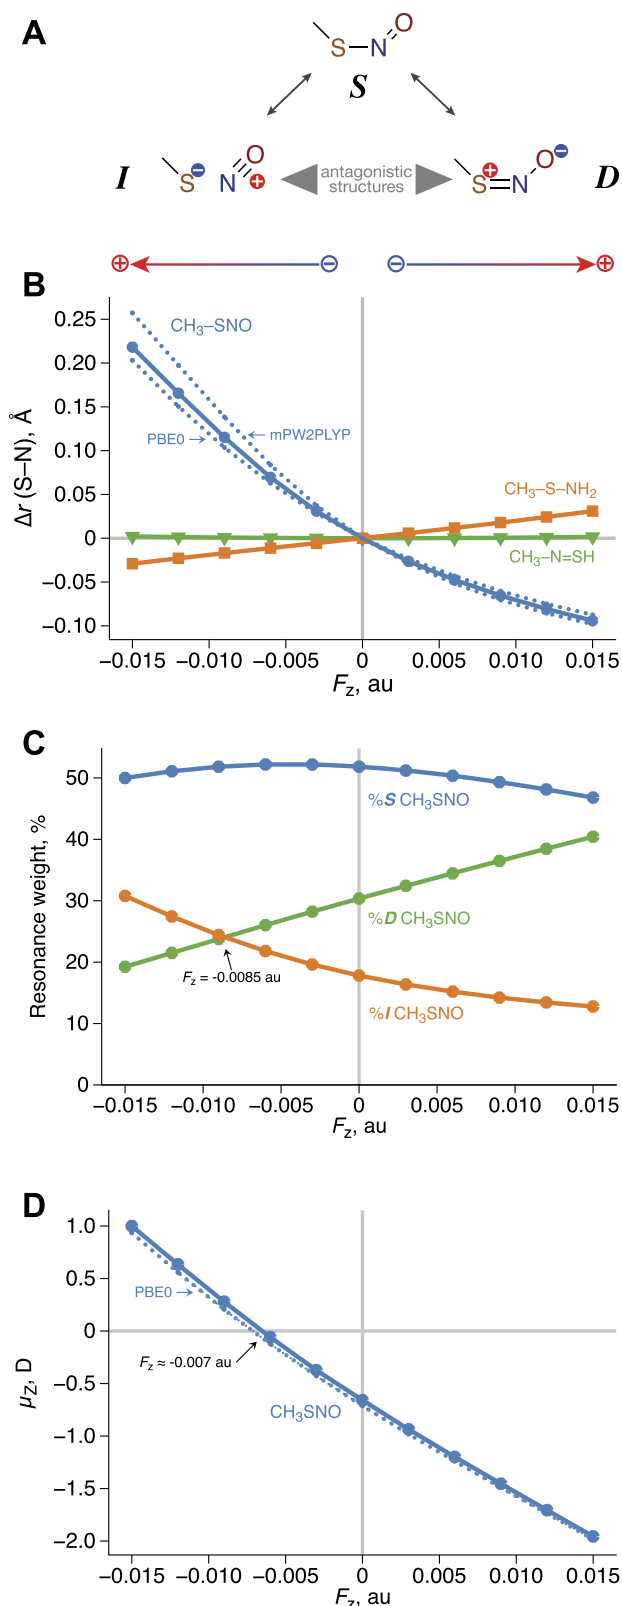 A
S
N
O
S
I
S
−
N
O
+
antagonistic
structures
S
+
N
O
−
D
+
−
−
+
B
0.25
0.20
0.15
0.10
0.05
0
−0.05
−0.10
Δr (S–N), Å
CH₃–SNO
PBE0
mPW2PLYP
CH₃–S–NH₂
CH₃–N=SH
−0.015 −0.010 −0.005 0 0.005 0.010 0.015
Fz, au
C
50
40
30
20
10
0
Resonance weight, %
%S CH₃SNO
%D CH₃SNO
Fz = -0.0085 au
%I CH₃SNO
−0.015 −0.010 −0.005 0 0.005 0.010 0.015
Fz, au
D
1.0
0.5
0
−0.5
−1.0
−1.5
−2.0
μZ, D
PBE0
Fz ≈ -0.007 au
CH₃SNO
−0.015 −0.010 −0.005 0 0.005 0.010 0.015
Fz, au